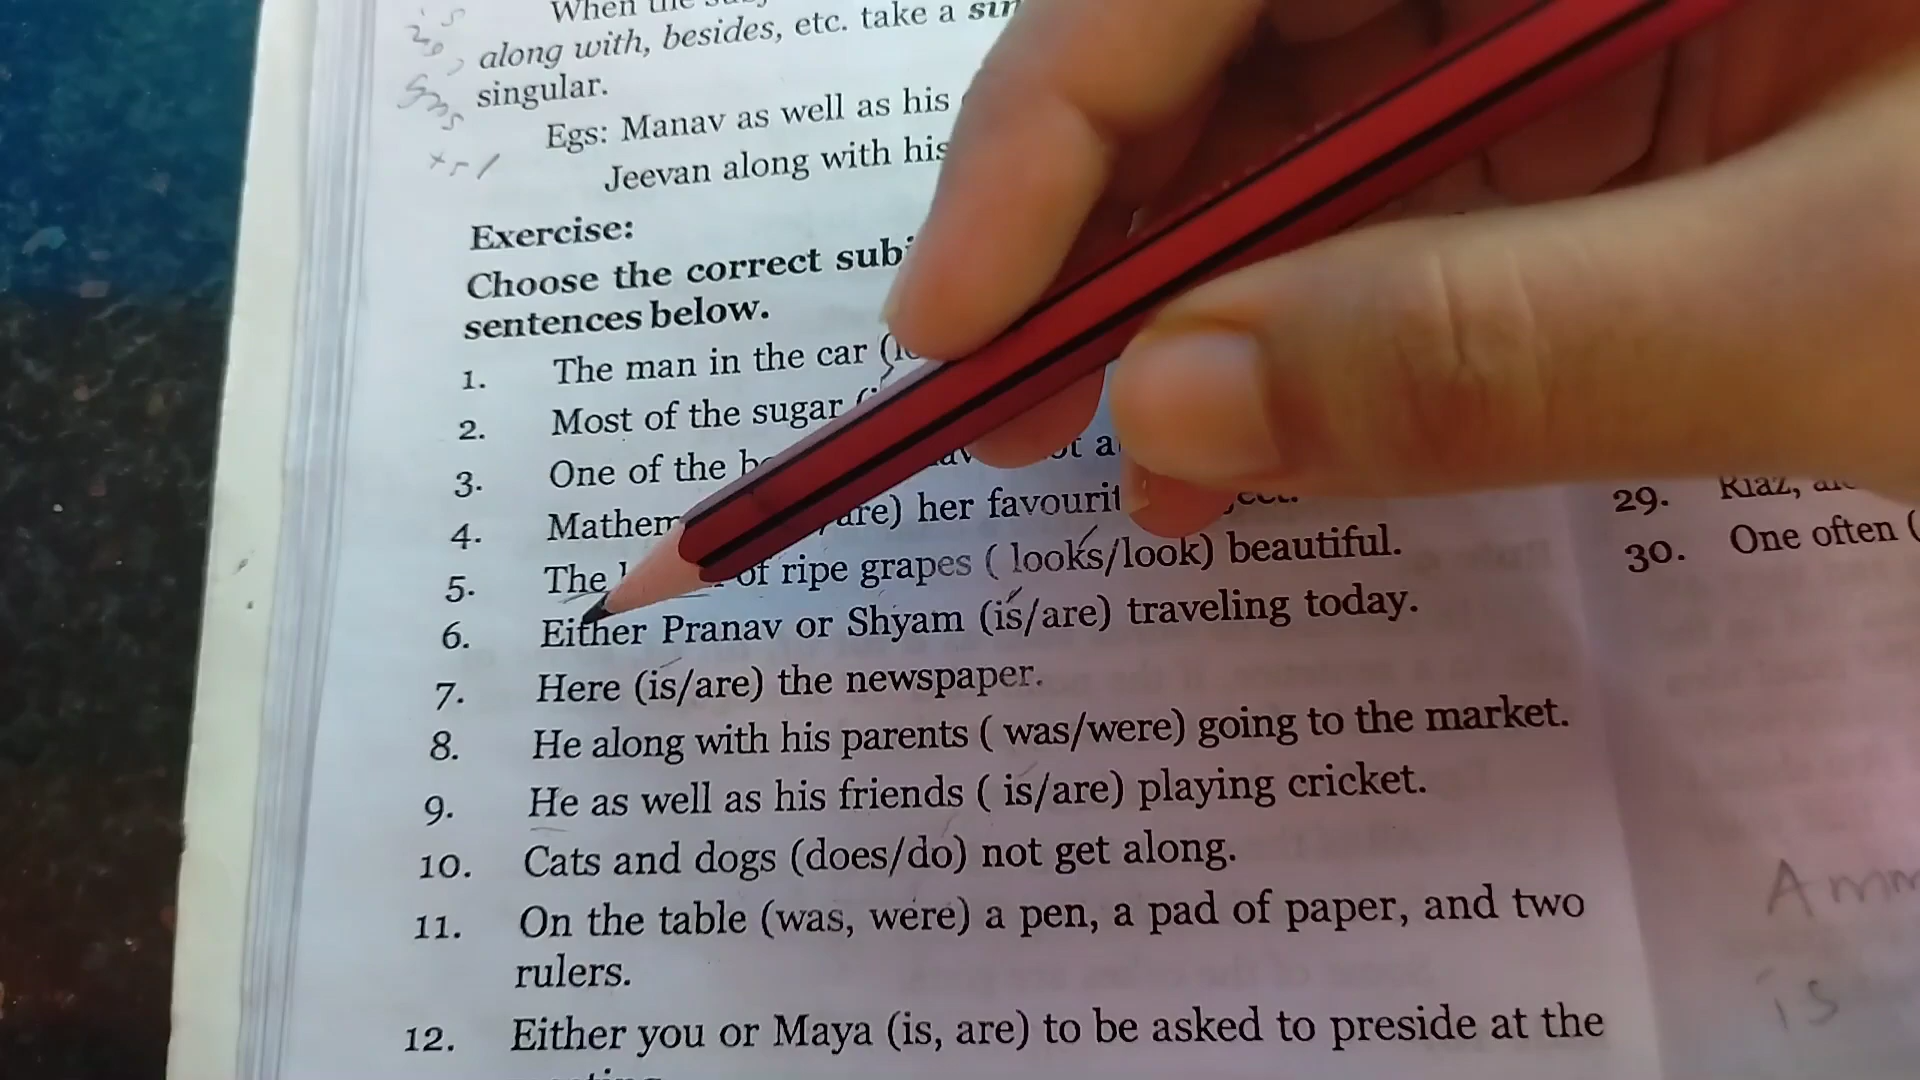 When the
along with, besides, etc. take a
singular.
Egs: Manav as well as his
Jeevan along with his
Exercise:
Choose the correct
sentences below.
1. The man in the car
2. Most of the sugar
3. One of the
4. are) her favourit
5. The of ripe grapes ( looks/look) beautiful.
6. Either Pranav or Shyam (is/are) traveling today.
7. Here (is/are) the newspaper.
8. He along with his parents ( was/were) going to the market.
9. He as well as his friends ( is/are) playing cricket.
10. Cats and dogs (does/do) not get along.
11. On the table (was, were) a pen, a pad of paper, and two
rulers.
12. Either you or Maya (is, are) to be asked to preside at the
29. Riaz,
30. One often (
is